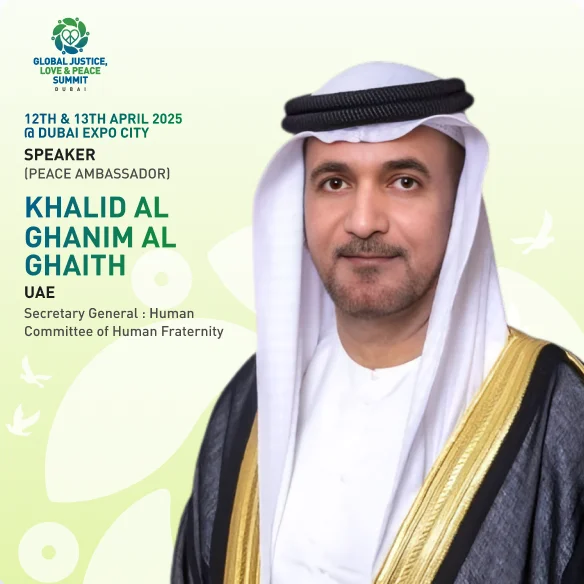 GLOBAL JUSTICE,
LOVE & PEACE
SUMMIT
DUBAI
12TH & 13TH APRIL 2025
@ DUBAI EXPO CITY
SPEAKER
(PEACE AMBASSADOR)
KHALID AL
GHANIM AL
GHAITH
UAE
Secretary General : Human
Committee of Human Fraternity